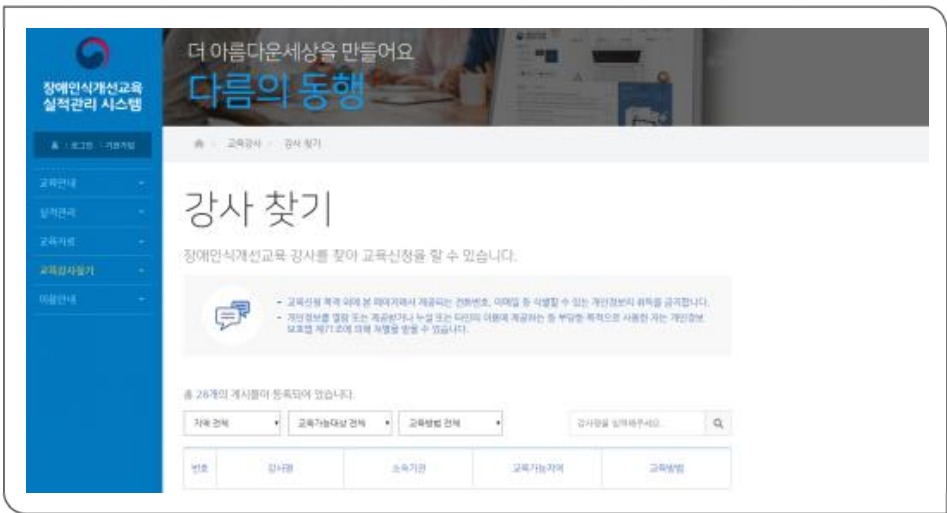 더 아름다운세상을 만들어요
다름의 동행
장애인식개선교육
실적관리 시스템
로그인 기관가입
교육강사 강사 찾기
교육안내
실적관리
교육자료
교육강사찾기
이용안내
강사 찾기
장애인식개선교육 강사를 찾아 교육신청을 할 수 있습니다.
- 교육신청 목적 외에 본 페이지에서 제공되는 전화번호, 이메일 등 식별할 수 있는 개인정보의 취득을 금지합니다.
- 개인정보를 열람 또는 제공받거나 누설 또는 타인의 이용에 제공하는 등 부당한 목적으로 사용한 자는 개인정보
보호법 제71조에 의해 처벌을 받을 수 있습니다.
총 28개의 게시물이 등록되어 있습니다.
지역 전체 교육가능대상 전체 교육방법 전체 강사명을 입력해주세요.
번호 강사명 소속기관 교육가능지역 교육방법